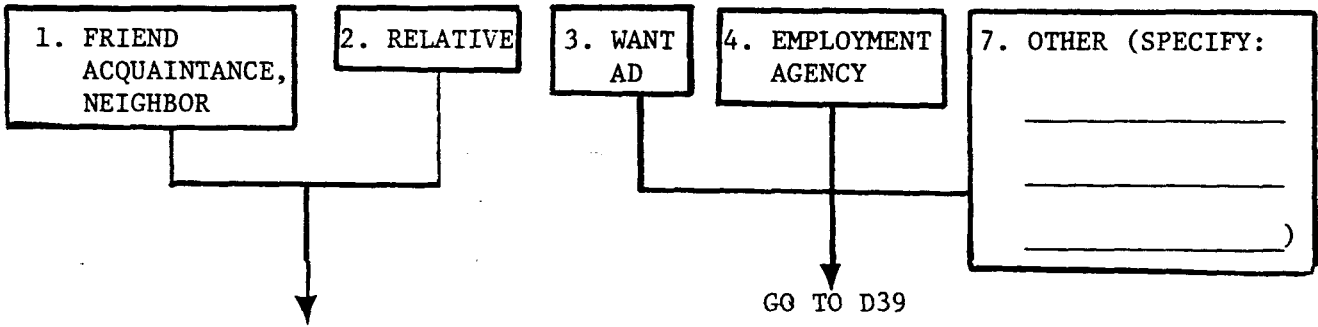 1. FRIEND
ACQUAINTANCE,
NEIGHBOR
2. RELATIVE
3. WANT
AD
4. EMPLOYMENT
AGENCY
7. OTHER (SPECIFY:
)
GO TO D39